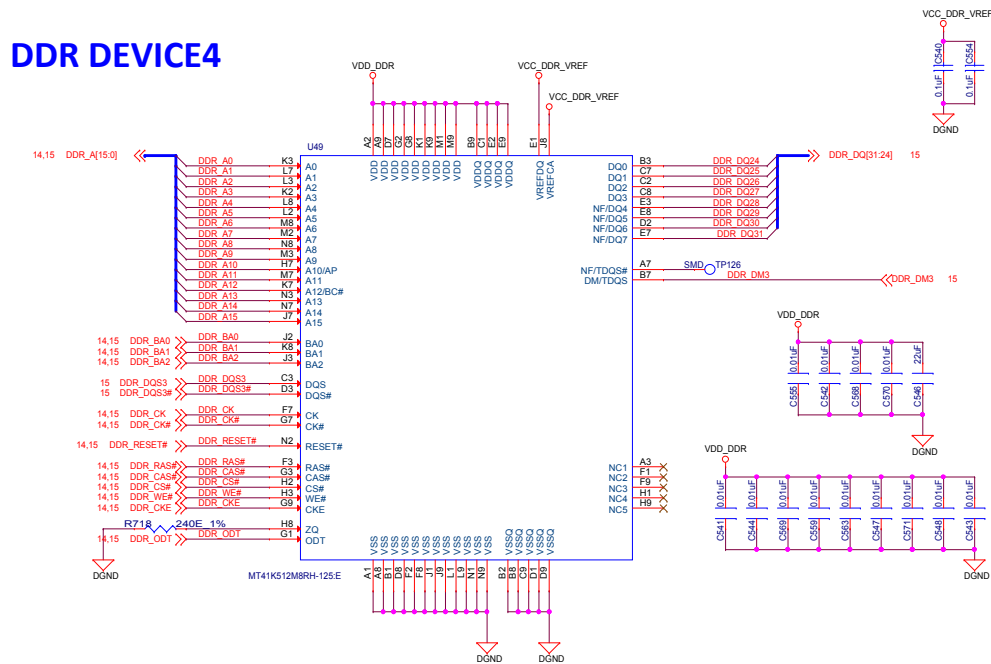 DDR DEVICE4
VCC_DDR_VREF
C540
0.1uF
C554
0.1uF
DGND
VDD_DDR
VCC_DDR_VREF
VCC_DDR_VREF
U49
A2 A9 D7 G2 G8 K1 K9 M1 M9 B9 C1 E2 E9 E1 J8
VDD VDD VDD VDD VDD VDD VDD VDD VDD VDDQ VDDQ VDDQ VDDQ VREFDQ VREFCA
14,15 DDR_A[15:0]
DDR_A0 K3 A0
DDR_A1 L7 A1
DDR_A2 L3 A2
DDR_A3 K2 A3
DDR_A4 L8 A4
DDR_A5 L2 A5
DDR_A6 M8 A6
DDR_A7 M2 A7
DDR_A8 N8 A8
DDR_A9 M3 A9
DDR_A10 H7 A10/AP
DDR_A11 M7 A11
DDR_A12 K7 A12/BC#
DDR_A13 N3 A13
DDR_A14 N7 A14
DDR_A15 J7 A15
14,15 DDR_BA0 DDR_BA0 J2 BA0
14,15 DDR_BA1 DDR_BA1 K8 BA1
14,15 DDR_BA2 DDR_BA2 J3 BA2
15 DDR_DQS3 DDR_DQS3 C3 DQS
15 DDR_DQS3# DDR_DQS3# D3 DQS#
14,15 DDR_CK DDR_CK F7 CK
14,15 DDR_CK# DDR_CK# G7 CK#
14,15 DDR_RESET# DDR_RESET# N2 RESET#
14,15 DDR_RAS# DDR_RAS# F3 RAS#
14,15 DDR_CAS# DDR_CAS# G3 CAS#
14,15 DDR_CS# DDR_CS# H2 CS#
14,15 DDR_WE# DDR_WE# H3 WE#
14,15 DDR_CKE DDR_CKE G9 CKE
R718 240E_1% H8 ZQ
14,15 DDR_ODT DDR_ODT G1 ODT
DGND
DQ0 B3 DDR_DQ24
DQ1 C7 DDR_DQ25
DQ2 C2 DDR_DQ26
DQ3 C8 DDR_DQ27
NF/DQ4 E3 DDR_DQ28
NF/DQ5 E8 DDR_DQ29
NF/DQ6 D2 DDR_DQ30
NF/DQ7 E7 DDR_DQ31
DDR_DQ[31:24] 15
NF/TDQS# A7 SMD TP126
DM/TDQS B7 DDR_DM3 DDR_DM3 15
NC1 A3
NC2 F1
NC3 F9
NC4 H1
NC5 H9
VSS VSS VSS VSS VSS VSS VSS VSS VSS VSS VSS VSS VSSQ VSSQ VSSQ VSSQ VSSQ
A1 A8 B1 D8 F2 F8 J1 J9 L1 L9 N1 N9 B2 B8 C9 D1 D9
MT41K512M8RH-125:E
DGND
DGND
VDD_DDR
0.01uF 0.01uF 0.01uF 0.01uF 22uF
C555 C542 C568 C570 C546
DGND
VDD_DDR
0.01uF 0.01uF 0.01uF 0.01uF 0.01uF 0.01uF 0.01uF 0.01uF 0.01uF
C541 C544 C569 C559 C563 C547 C571 C548 C543
DGND